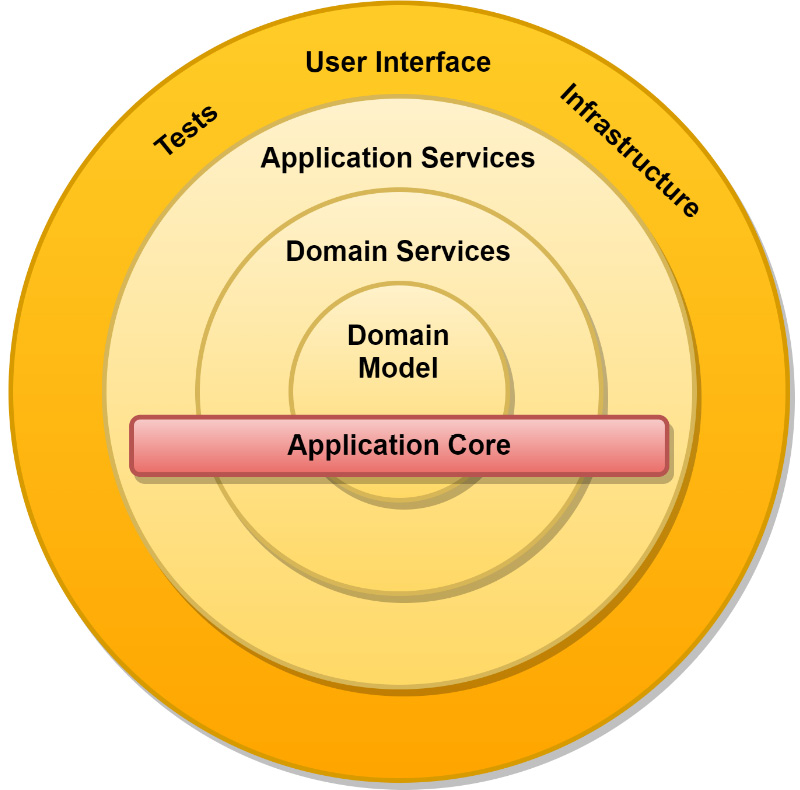 User Interface
Tests
Infrastructure
Application Services
Domain Services
Domain
Model
Application Core